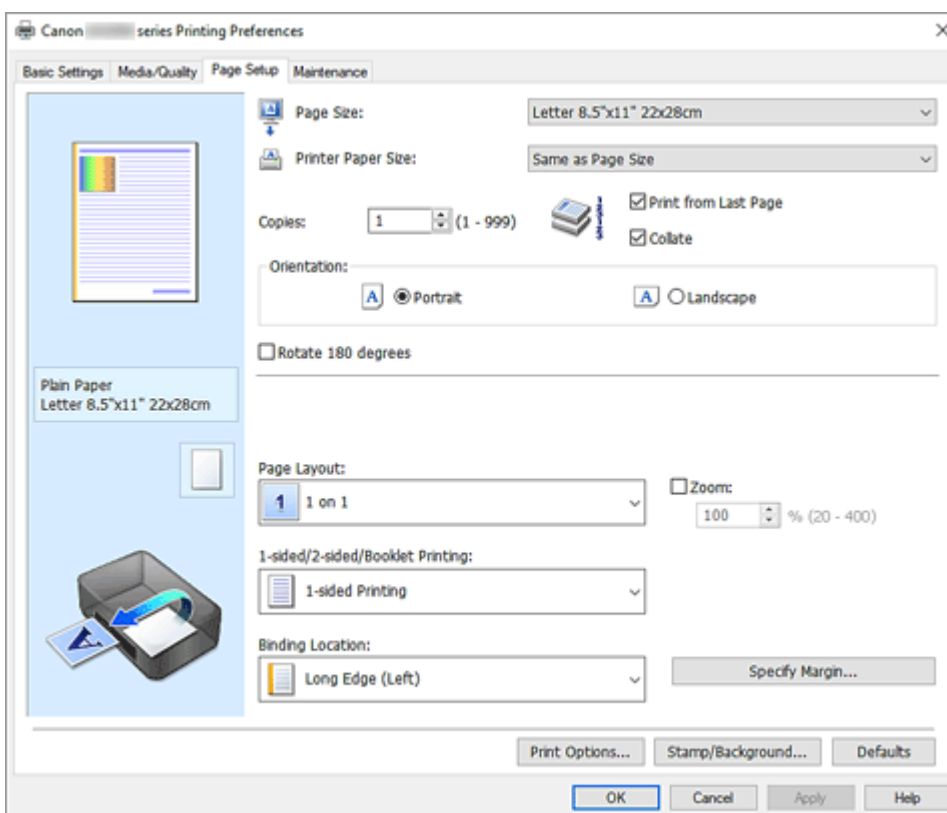 Canon series Printing Preferences
Basic Settings Media/Quality Page Setup Maintenance
Page Size: Letter 8.5"x11" 22x28cm
Printer Paper Size: Same as Page Size
Copies: 1 (1 - 999)
Print from Last Page
Collate
Orientation:
A Portrait A Landscape
Rotate 180 degrees
Plain Paper
Letter 8.5"x11" 22x28cm
Page Layout:
1 1 on 1
Zoom:
100 % (20 - 400)
1-sided/2-sided/Booklet Printing:
1-sided Printing
Binding Location:
Long Edge (Left)
Specify Margin...
A
Print Options... Stamp/Background... Defaults
OK Cancel Apply Help